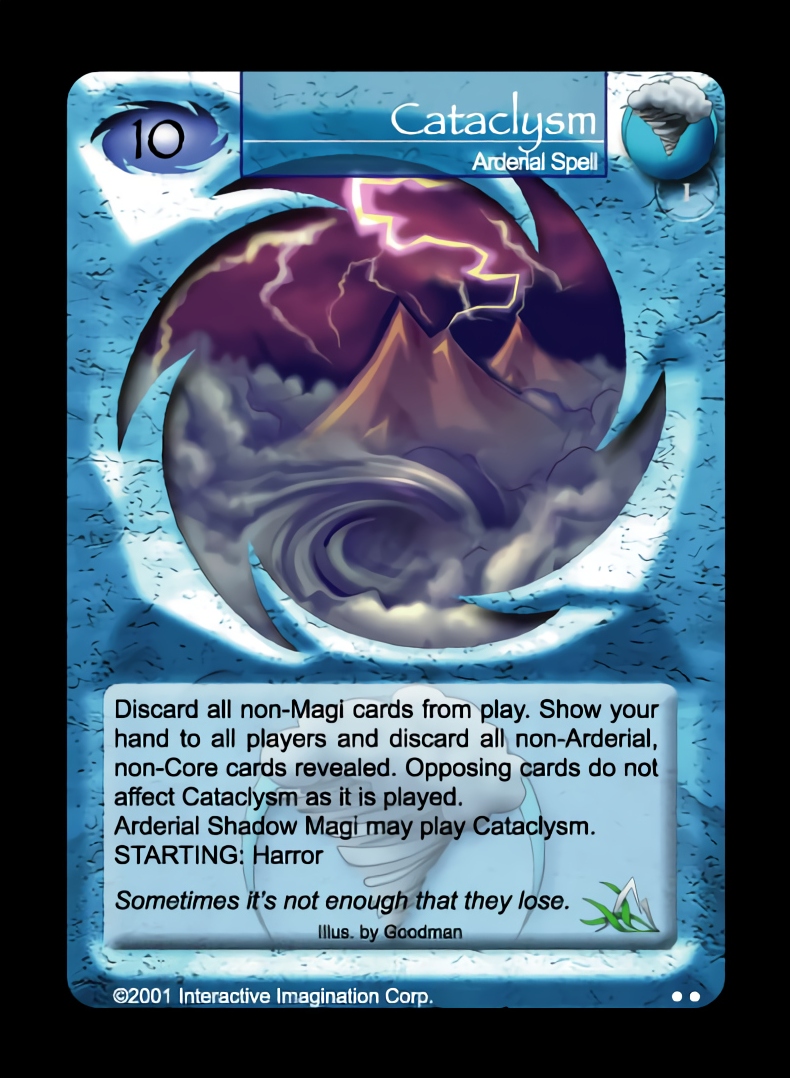 10
Cataclysm
Arderial Spell
1
Discard all non-Magi cards from play. Show your
hand to all players and discard all non-Arderial,
non-Core cards revealed. Opposing cards do not
affect Cataclysm as it is played.
Arderial Shadow Magi may play Cataclysm.
STARTING: Harror
Sometimes it's not enough that they lose.
Illus. by Goodman
©2001 Interactive Imagination Corp.